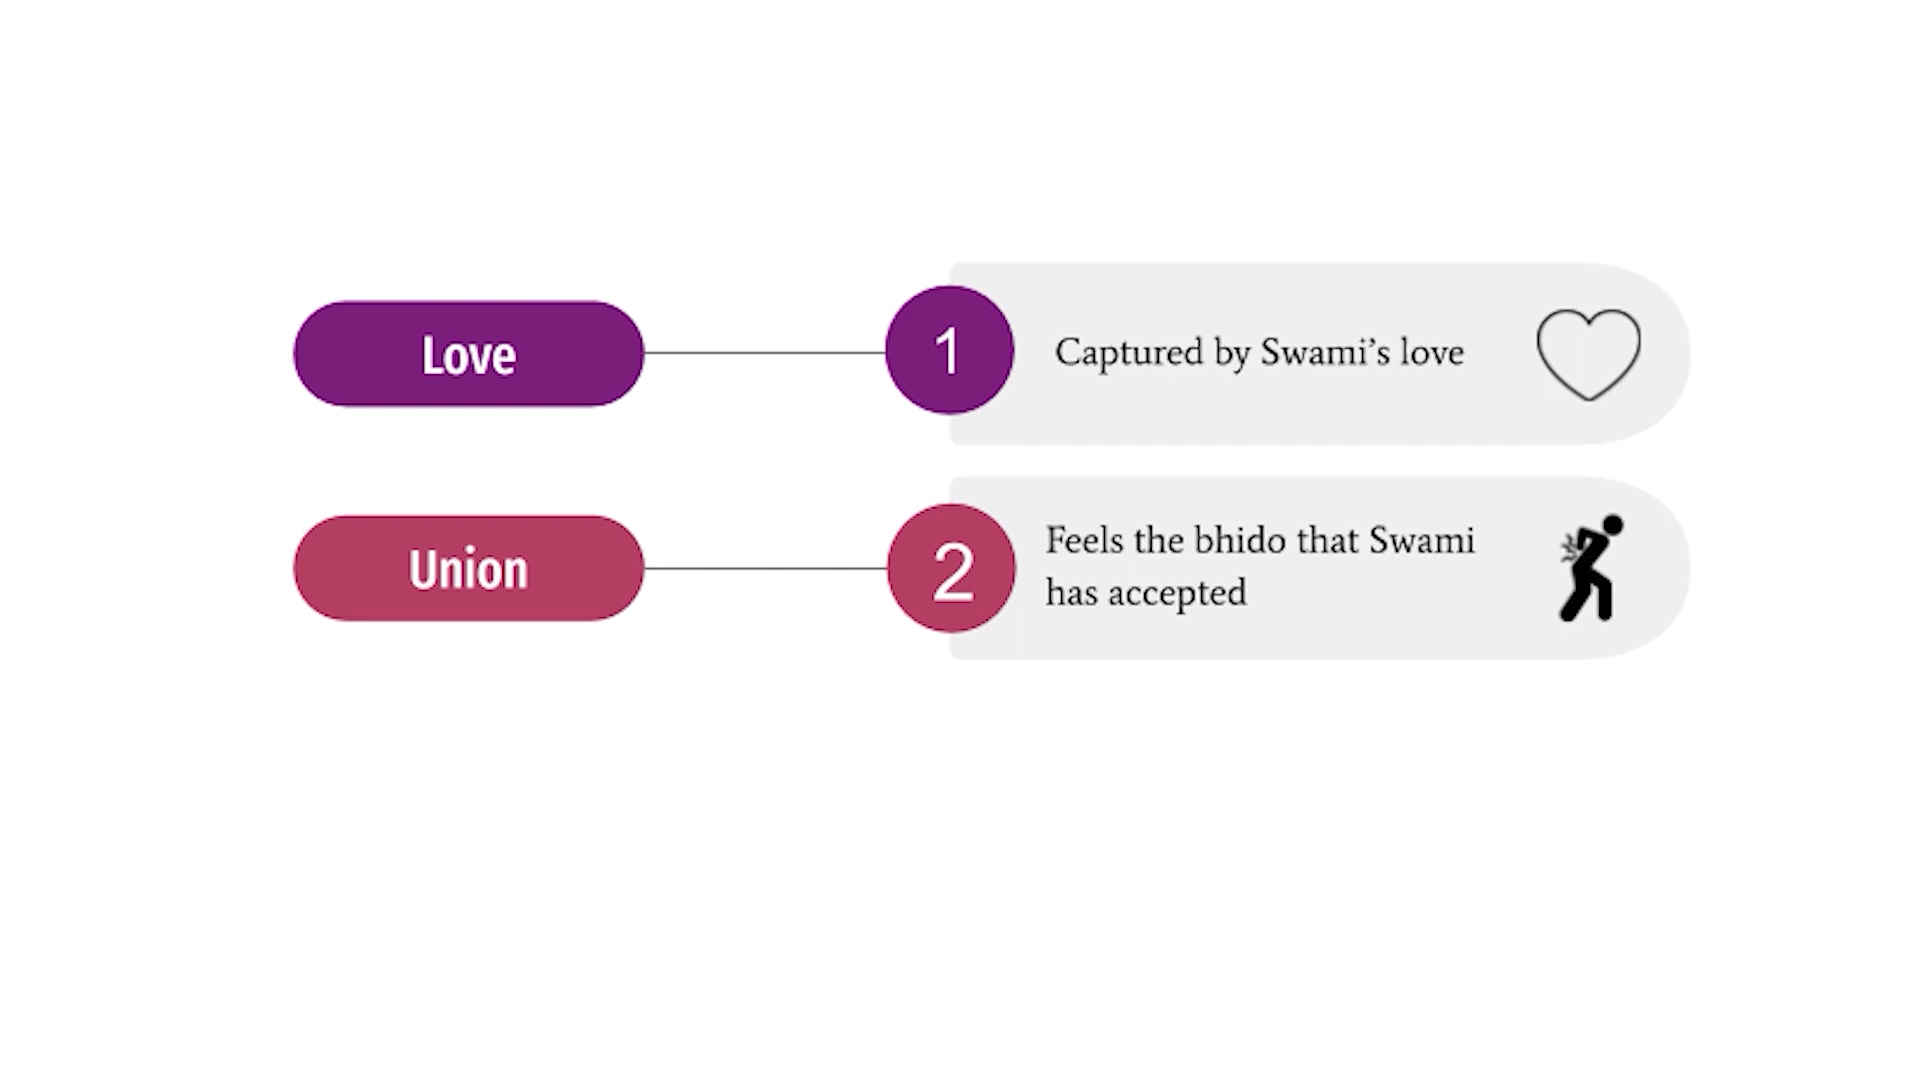 Love
1
Captured by Swami’s love
Union
2
Feels the bhido that Swami
has accepted